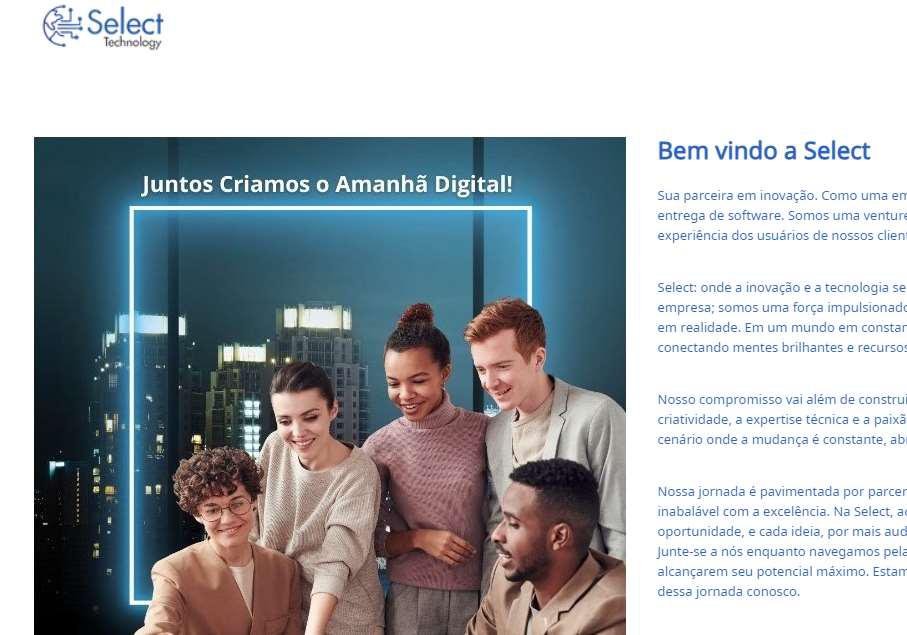 Select
Technology
Juntos Criamos o Amanhã Digital!
Bem vindo a Select
Sua parceira em inovação. Como uma em
entrega de software. Somos uma venture
experiência dos usuários de nossos client
Select: onde a inovação e a tecnologia se
empresa; somos uma força impulsionado
em realidade. Em um mundo em constan
conectando mentes brilhantes e recursos
Nosso compromisso vai além de construi
criatividade, a expertise técnica e a paixã
cenário onde a mudança é constante, abr
Nossa jornada é pavimentada por parcer
inabalável com a excelência. Na Select, ac
oportunidade, e cada ideia, por mais aud
Junte-se a nós enquanto navegamos pela
alcançarem seu potencial máximo. Estam
dessa jornada conosco.